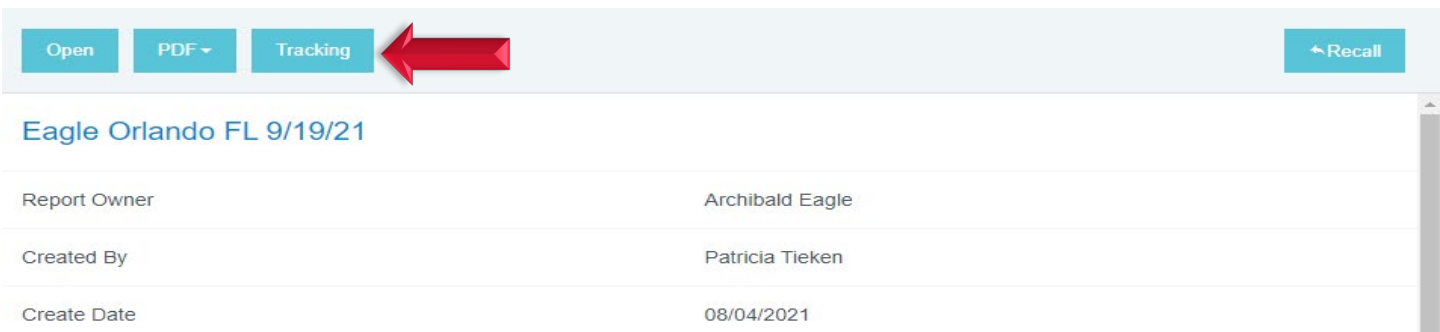 Open PDF Tracking Recall
Eagle Orlando FL 9/19/21
Report Owner Archibald Eagle
Created By Patricia Tieken
Create Date 08/04/2021